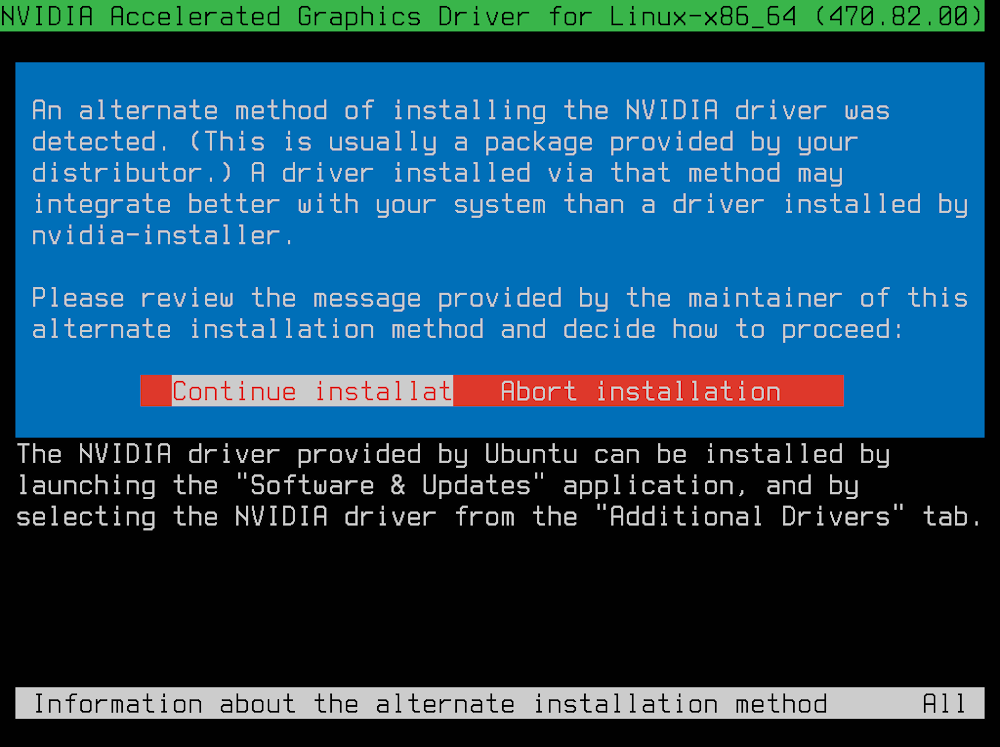 NVIDIA Accelerated Graphics Driver for Linux-x86_64 (470.82.00)
An alternate method of installing the NVIDIA driver was
detected. (This is usually a package provided by your
distributor.) A driver installed via that method may
integrate better with your system than a driver installed by
nvidia-installer.
Please review the message provided by the maintainer of this
alternate installation method and decide how to proceed:
Continue installat Abort installation
The NVIDIA driver provided by Ubuntu can be installed by
launching the "Software & Updates" application, and by
selecting the NVIDIA driver from the "Additional Drivers" tab.
Information about the alternate installation method All